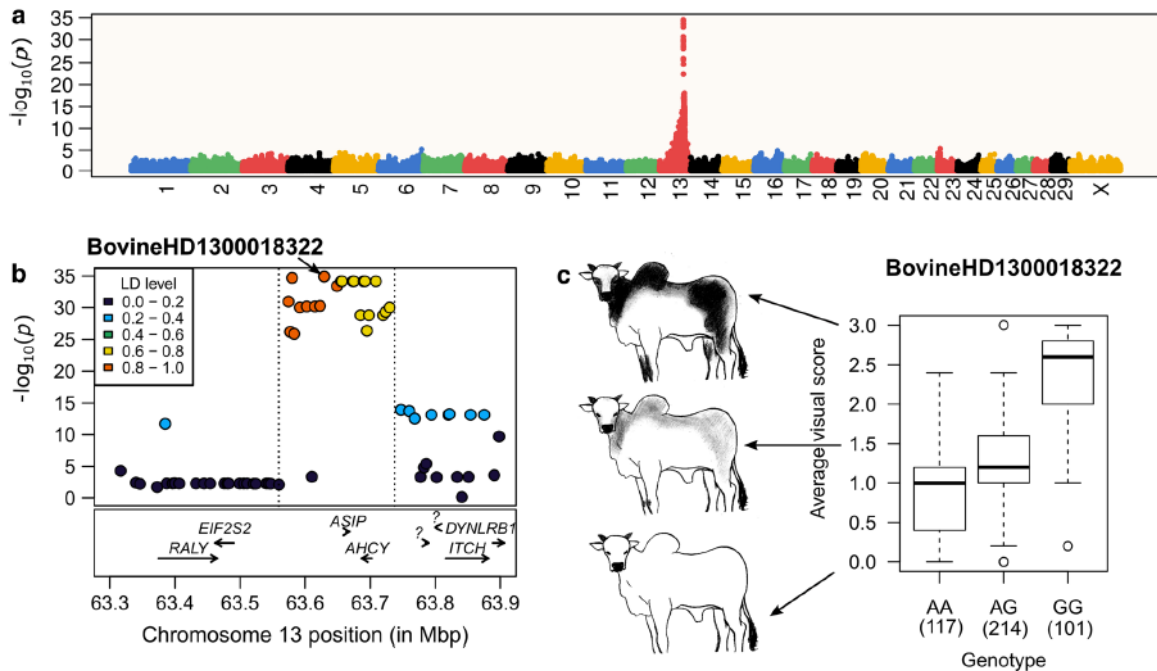 a
35
30
25
20
15
10
5
0
-log10(p)
1 2 3 4 5 6 7 8 9 10 11 12 13 14 15 16 17 18 19 20 21 22 23 24 25 26 27 28 29 X
BovineHD1300018322
b
35
30
25
20
15
10
5
0
-log10(p)
LD level
0.0 – 0.2
0.2 – 0.4
0.4 – 0.6
0.6 – 0.8
0.8 – 1.0
ASIP ?
EIF2S2 ? DYNLRB1
RALY AHCY ITCH
63.3 63.4 63.5 63.6 63.7 63.8 63.9
Chromosome 13 position (in Mbp)
c
BovineHD1300018322
3.0
2.5
2.0
1.5
1.0
0.5
0.0
Average visual score
AA AG GG
(117) (214) (101)
Genotype